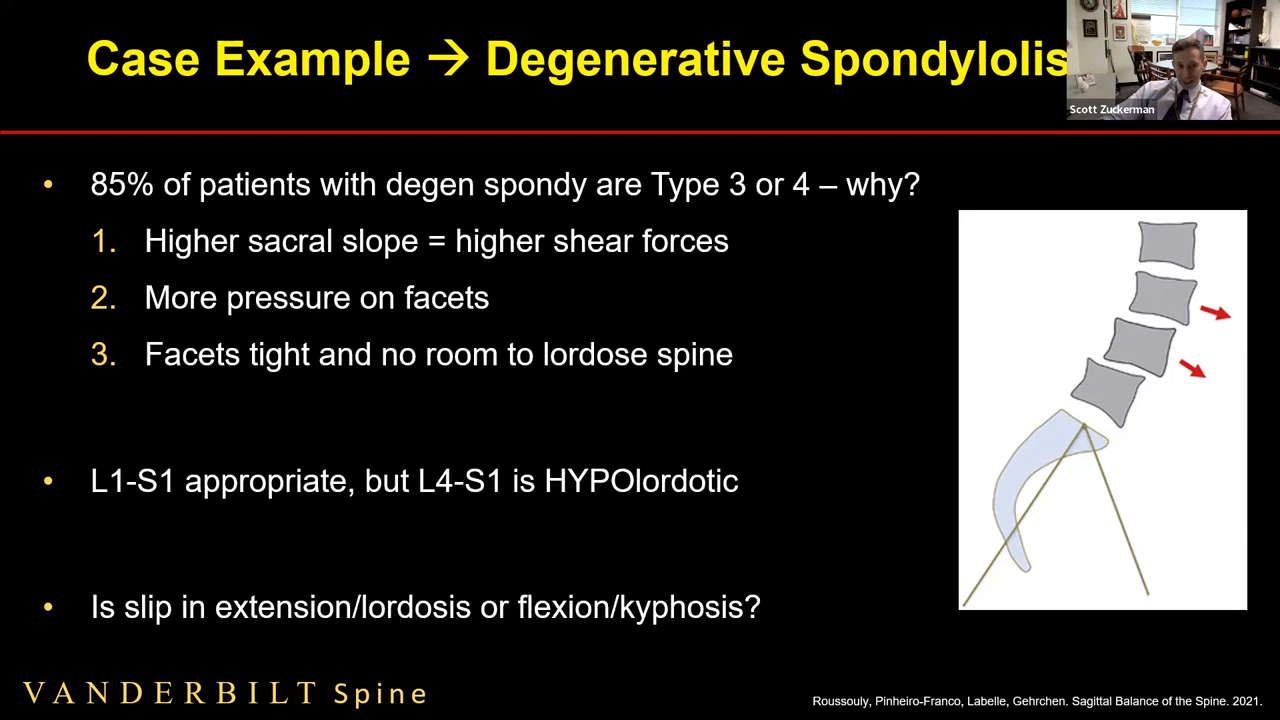 Case Example → Degenerative Spondylolis
Scott Zuckerman
• 85% of patients with degen spondy are Type 3 or 4 – why?
1. Higher sacral slope = higher shear forces
2. More pressure on facets
3. Facets tight and no room to lordose spine
• L1-S1 appropriate, but L4-S1 is HYPOlordotic
• Is slip in extension/lordosis or flexion/kyphosis?
VANDERBILT Spine
Roussouly, Pinheiro-Franco, Labelle, Gehrchen. Sagittal Balance of the Spine. 2021.